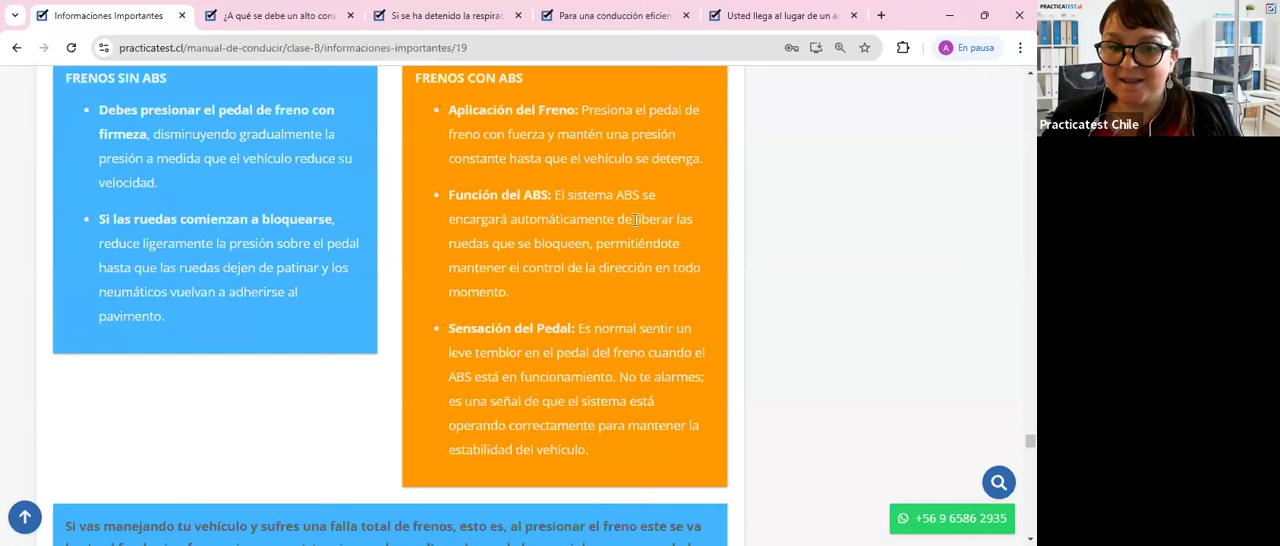 Informaciones Importantes
¿A qué se debe un alto cons
Si se ha detenido la respirac
Para una conducción eficien
Usted llega al lugar de un ac
practicatest.cl/manual-de-conducir/clase-B/informaciones-importantes/19
A
En pausa
PRACTICATEST.cl
Practicatest Chile
FRENOS SIN ABS
Debes presionar el pedal de freno con
firmeza, disminuyendo gradualmente la
presión a medida que el vehículo reduce su
velocidad.
Si las ruedas comienzan a bloquearse,
reduce ligeramente la presión sobre el pedal
hasta que las ruedas dejen de patinar y los
neumáticos vuelvan a adherirse al
pavimento.
FRENOS CON ABS
Aplicación del Freno: Presiona el pedal de
freno con fuerza y mantén una presión
constante hasta que el vehículo se detenga.
Función del ABS: El sistema ABS se
encargará automáticamente de liberar las
ruedas que se bloqueen, permitiéndote
mantener el control de la dirección en todo
momento.
Sensación del Pedal: Es normal sentir un
leve temblor en el pedal del freno cuando el
ABS está en funcionamiento. No te alarmes;
es una señal de que el sistema está
operando correctamente para mantener la
estabilidad del vehículo.
Si vas manejando tu vehículo y sufres una falla total de frenos, esto es, al presionar el freno este se va
+56 9 6586 2935